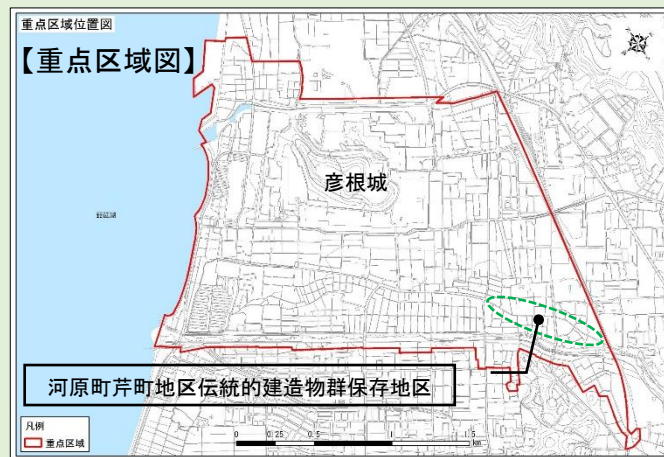 重点区域位置図
【重点区域図】
彦根城
琵琶湖
河原町芹町地区伝統的建造物群保存地区
凡例
重点区域
0 0.25 0.5 1 1.5
km